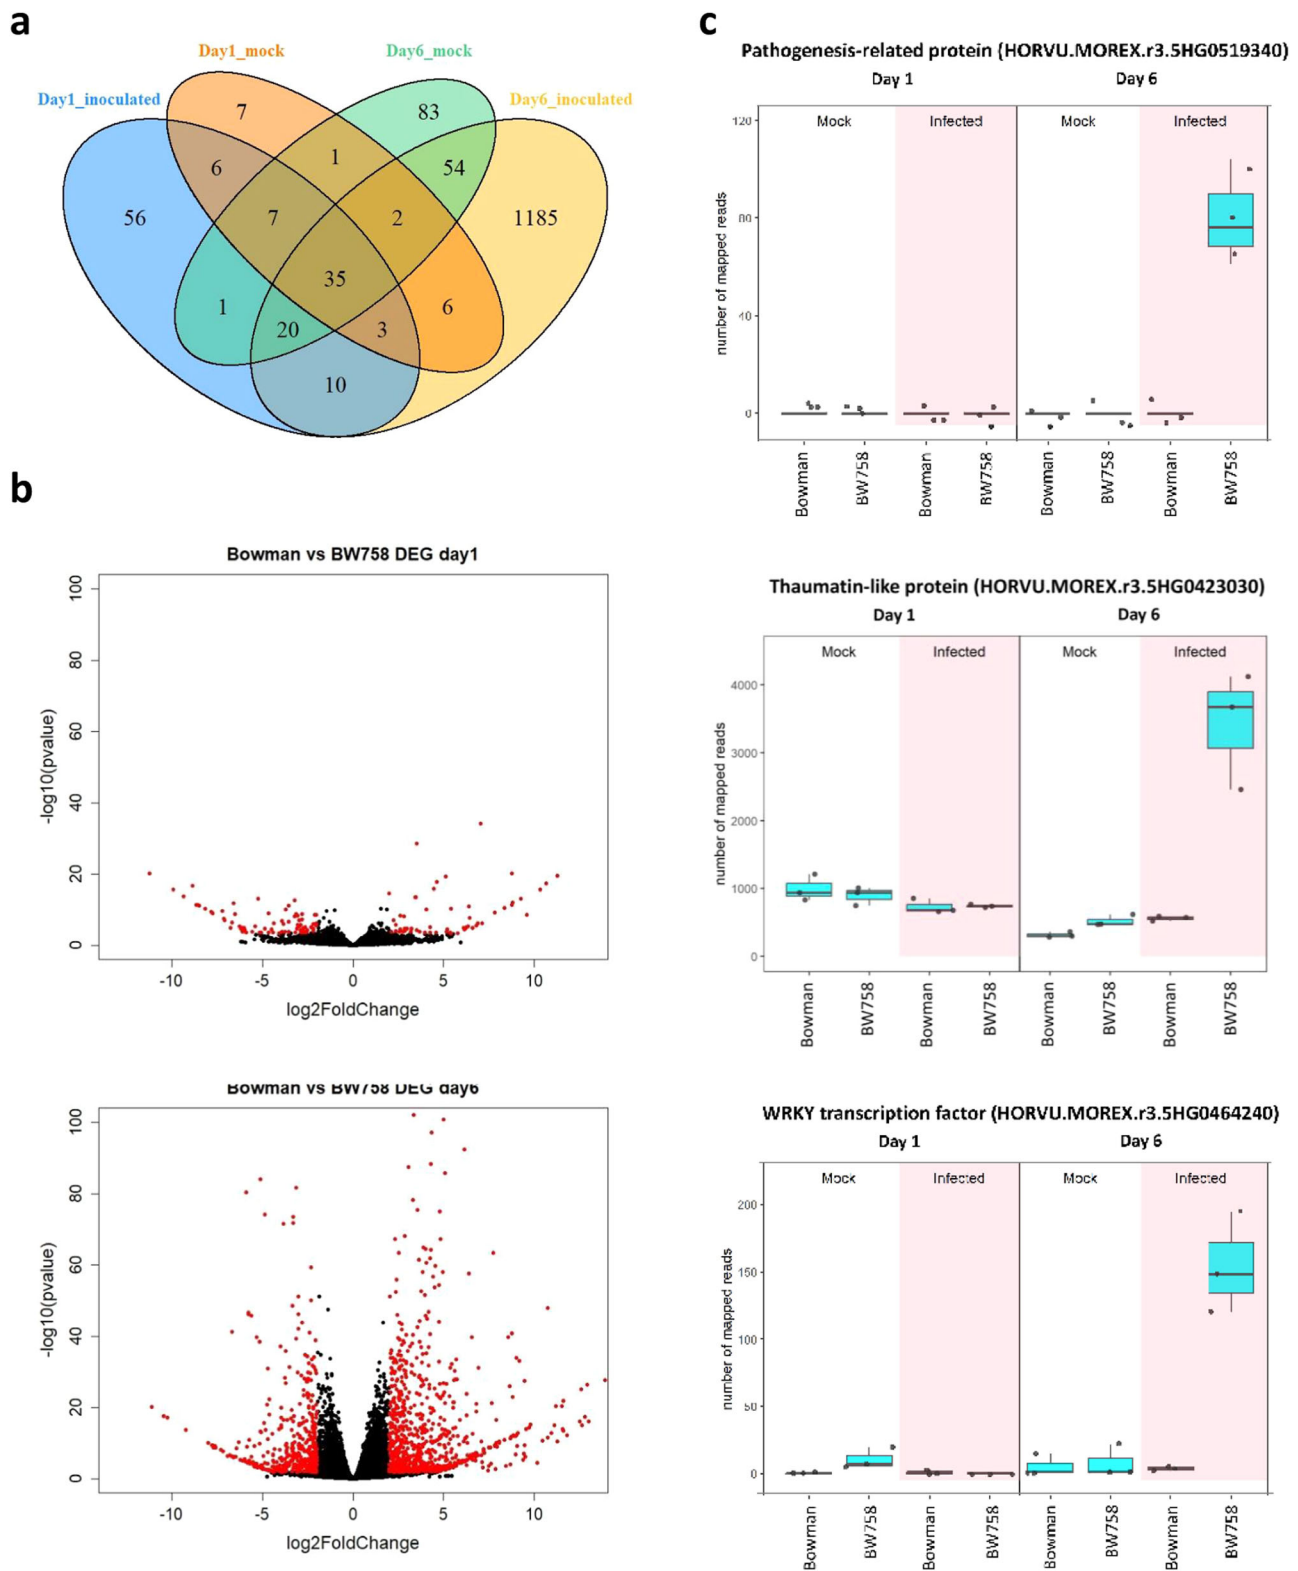 a
Day1_mock
Day6_mock
Day1_inoculated
Day6_inoculated
7
83
6
1
54
56
7
2
1185
35
1
20
3
6
10
b
Bowman vs BW758 DEG day1
-log10(pvalue)
100
80
60
40
20
0
-10
-5
0
5
10
log2FoldChange
Bowman vs BW758 DEG day6
-log10(pvalue)
100
80
60
40
20
0
-10
-5
0
5
10
log2FoldChange
c
Pathogenesis-related protein (HORVU.MOREX.r3.5HG0519340)
Day 1
Day 6
Mock
Infected
Mock
Infected
number of mapped reads
120
80
40
0
Bowman
BW758
Bowman
BW758
Bowman
BW758
Bowman
BW758
Thaumatin-like protein (HORVU.MOREX.r3.5HG0423030)
Day 1
Day 6
Mock
Infected
Mock
Infected
number of mapped reads
4000
3000
2000
1000
0
Bowman
BW758
Bowman
BW758
Bowman
BW758
Bowman
BW758
WRKY transcription factor (HORVU.MOREX.r3.5HG0464240)
Day 1
Day 6
Mock
Infected
Mock
Infected
number of mapped reads
200
150
100
50
0
Bowman
BW758
Bowman
BW758
Bowman
BW758
Bowman
BW758